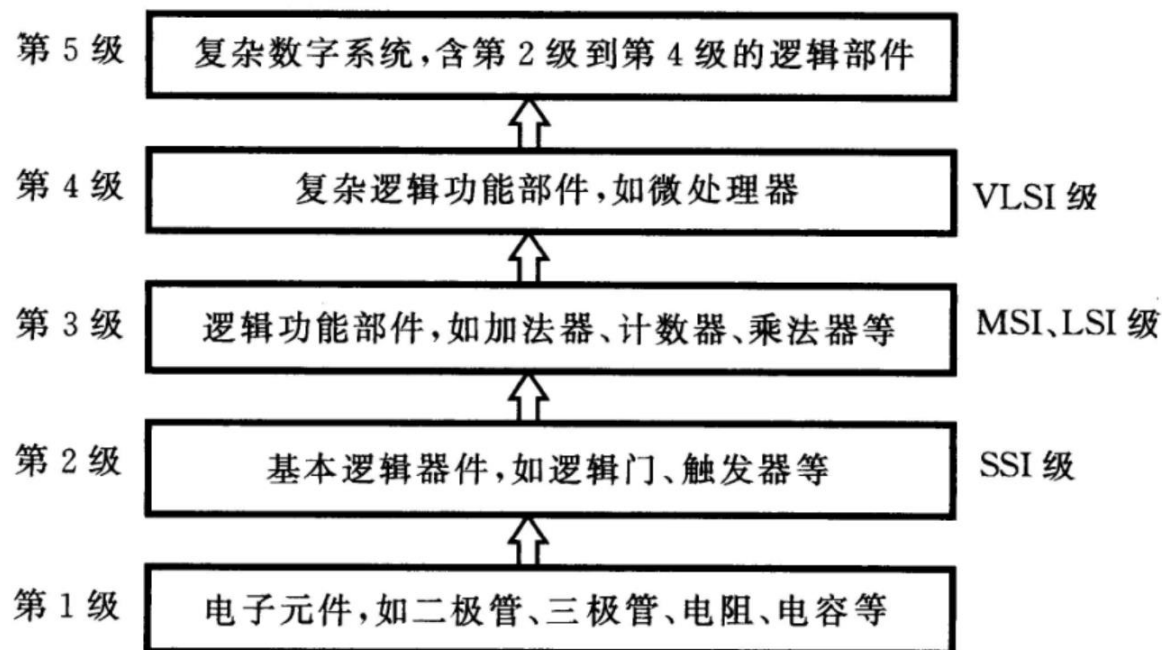 第 5 级 复杂数字系统,含第 2 级到第 4 级的逻辑部件
第 4 级 复杂逻辑功能部件,如微处理器 VLSI 级
第 3 级 逻辑功能部件,如加法器、计数器、乘法器等 MSI、LSI 级
第 2 级 基本逻辑器件,如逻辑门、触发器等 SSI 级
第 1 级 电子元件,如二极管、三极管、电阻、电容等